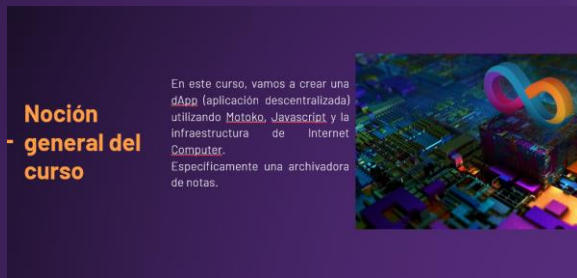 Noción
general del
curso
En este curso, vamos a crear una
dApp (aplicación descentralizada)
utilizando Motoko, Javascript y la
infraestructura de Internet
Computer.
Específicamente una archivadora
de notas.